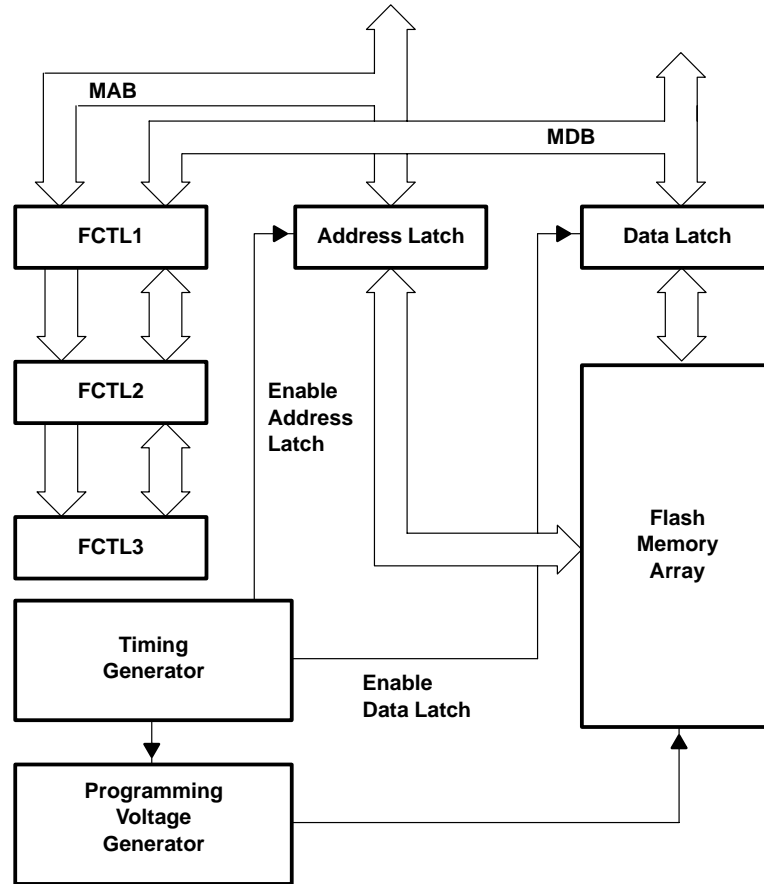 MAB
MDB
FCTL1
Address Latch
Data Latch
FCTL2
Enable
Address
Latch
FCTL3
Flash
Memory
Array
Timing
Generator
Enable
Data Latch
Programming
Voltage
Generator